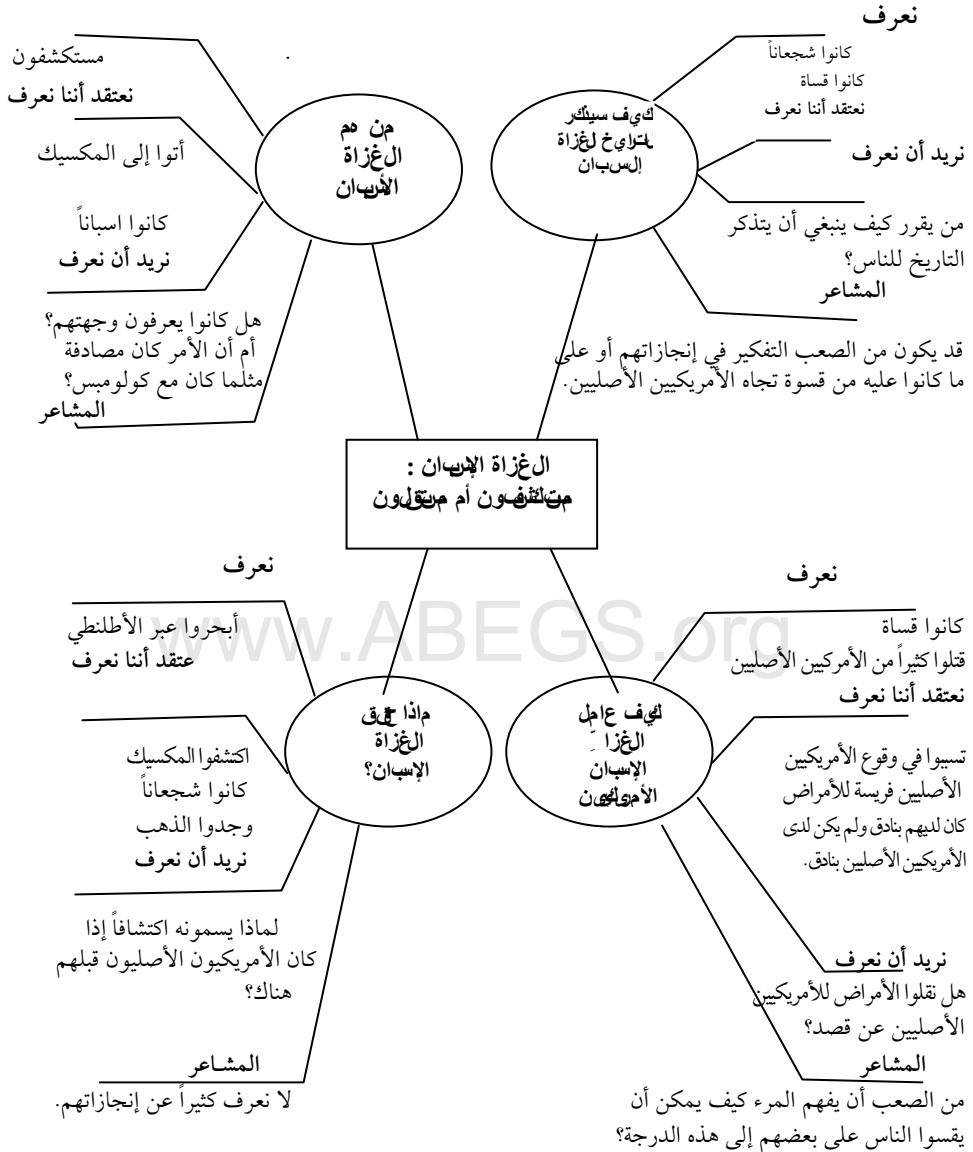 نعرف
كانوا شجعاناً
كانوا قساة
نعتقد أننا نعرف
نريد أن نعرف
من يقرر كيف ينبغي أن يتذكر
التاريخ للناس؟
المشاعر
قد يكون من الصعب التفكير في إنجازاتهم أو على
ما كانوا عليه من قسوة تجاه الأمريكيين الأصليين.
كيف سيذكر
التاريخ لغزاة
إلسبان
مستكشفون
نعتقد أننا نعرف
أتوا إلى المكسيك
كانوا اسباناً
نريد أن نعرف
هل كانوا يعرفون وجهتهم؟
أم أن الأمر كان مصادفة
مثلما كان مع كولومبس؟
المشاعر
من هم
الغزاة
الأسبان
الغزاة الإسبان :
أم
نعرف
كانوا قساة
قتلوا كثيراً من الأمركيين الأصليين
نعتقد أننا نعرف
تسببوا في وقوع الأمريكيين
الأصليين فريسة للأمراض
كان لديهم بنادق ولم يكن لدى
الأمريكيين الأصليين بنادق.
نريد أن نعرف
هل نقلوا الأمراض للأمريكيين
الأصليين عن قصد؟
المشاعر
من الصعب أن يفهم المرء كيف يمكن أن
يقسوا الناس على بعضهم إلى هذه الدرجة؟
كيف عامل
الغزا
الإسبان
نعرف
أبحروا عبر الأطلنطي
عتقد أننا نعرف
اكتشفوا المكسيك
كانوا شجعاناً
وجدوا الذهب
نريد أن نعرف
لماذا يسمونه اكتشافاً إذا
كان الأمريكيون الأصليون قبلهم
هناك؟
المشاعر
لا نعرف كثيراً عن إنجازاتهم.
ماذا حقق
الغزاة
الإسبان؟
www.ABEGS.org